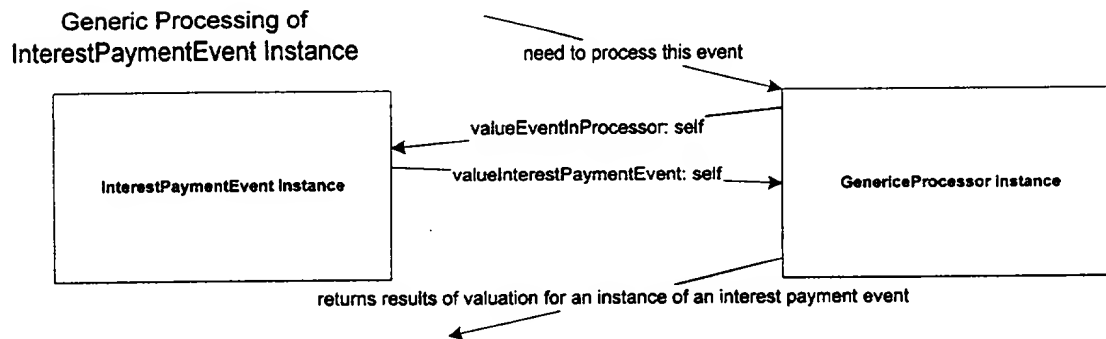 Generic Processing of
InterestPaymentEvent Instance
need to process this event
valueEventInProcessor: self
valueInterestPaymentEvent: self
InterestPaymentEvent Instance
GenericeProcessor Instance
returns results of valuation for an instance of an interest payment event